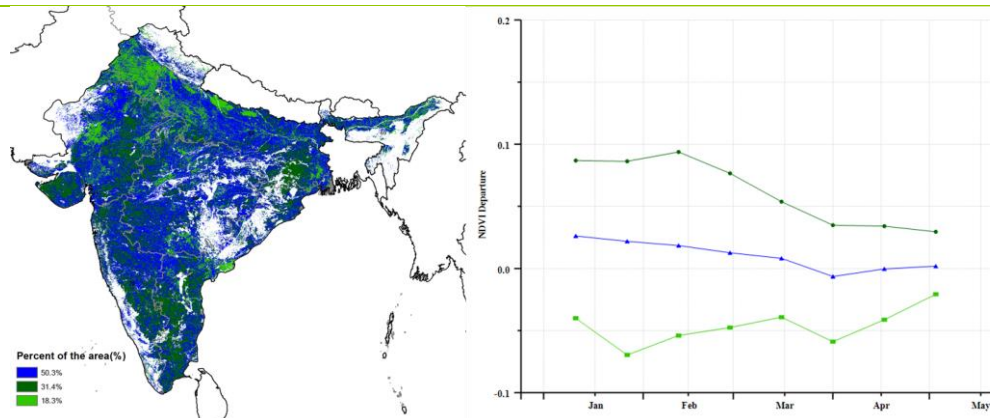 Percent of the area(%)
50.3%
31.4%
18.3%
0.2
0.1
0.0
-0.1
NDVI Departure
Jan
Feb
Mar
Apr
May